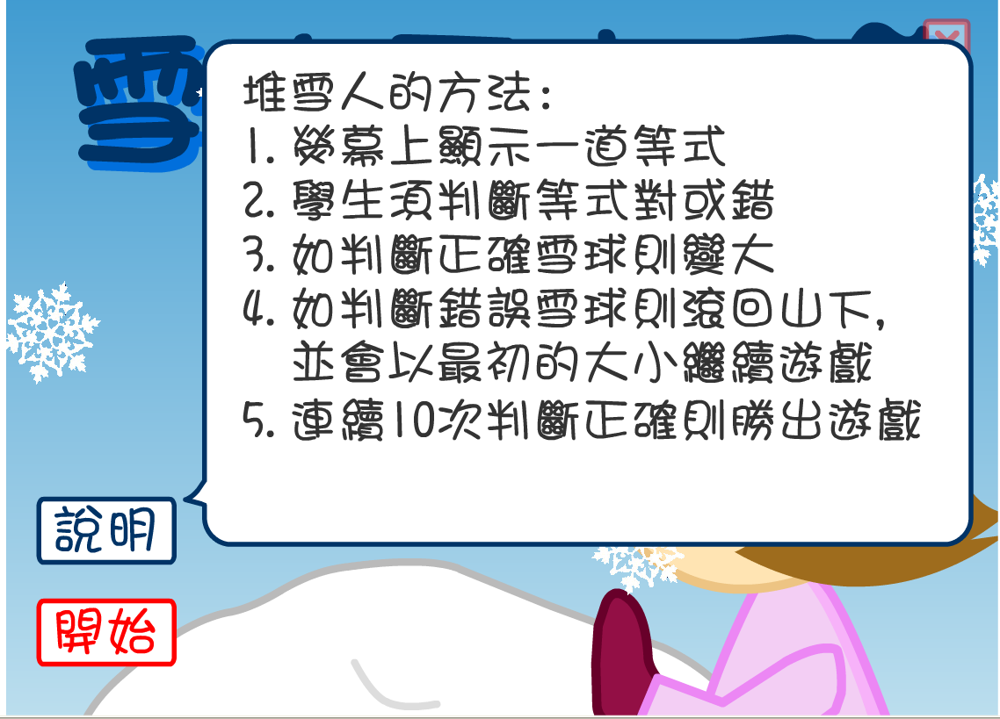 雪
堆雪人的方法:
1. 熒幕上顯示一道等式
2. 學生須判斷等式對或錯
3. 如判斷正確雪球則變大
4. 如判斷錯誤雪球則滾回山下,
並會以最初的大小繼續遊戲
5. 連續10次判斷正確則勝出遊戲
說明
開始